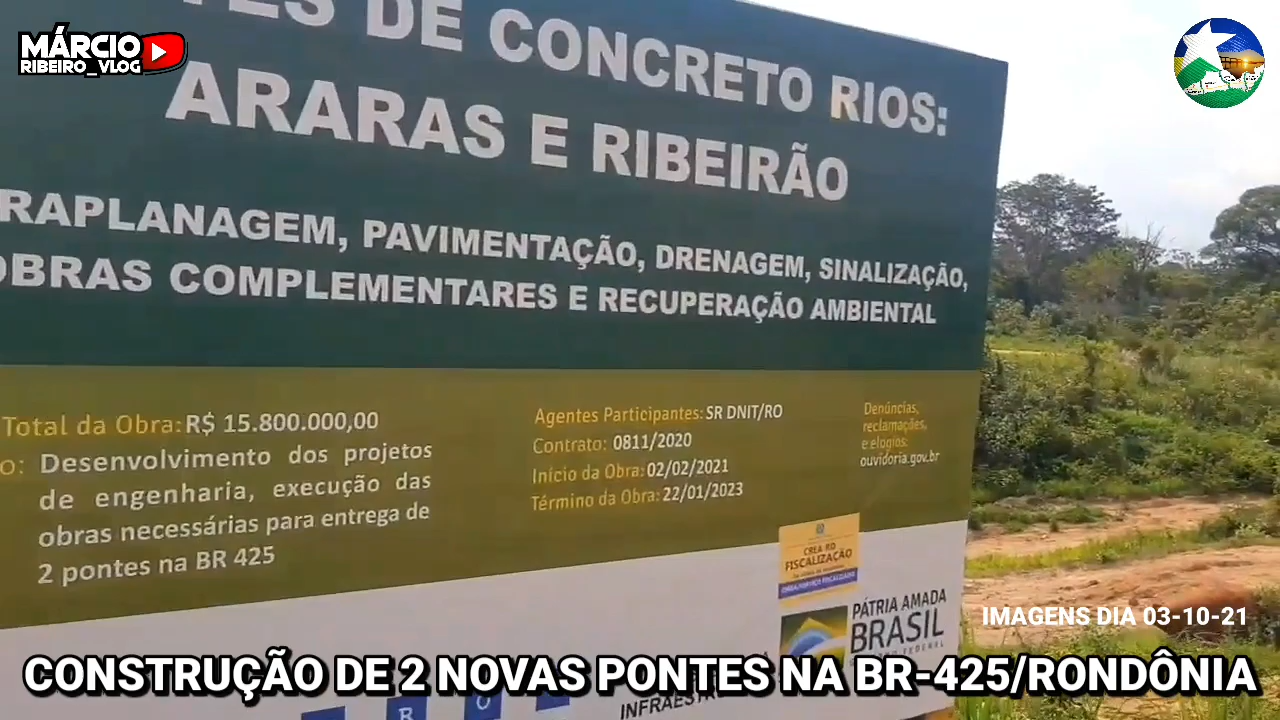 MÁRCIO
RIBEIRO_VLOG
DE CONCRETO RIOS:
ARARAS E RIBEIRÃO
RAPLANAGEM, PAVIMENTAÇÃO, DRENAGEM, SINALIZAÇÃO,
OBRAS COMPLEMENTARES E RECUPERAÇÃO AMBIENTAL
Total da Obra: R$ 15.800.000,00
o: Desenvolvimento dos projetos
de engenharia, execução das
obras necessárias para entrega de
2 pontes na BR 425
Agentes Participantes: SR DNIT/RO
Contrato: 0811/2020
Início da Obra: 02/02/2021
Término da Obra: 22/01/2023
Denúncias,
reclamações,
e elogios:
ouvidoria.gov.br
CREA RO
FISCALIZAÇÃO
PÁTRIA AMADA
BRASIL
FEDERAL
IMAGENS DIA 03-10-21
CONSTRUÇÃO DE 2 NOVAS PONTES NA BR-425/RONDÔNIA